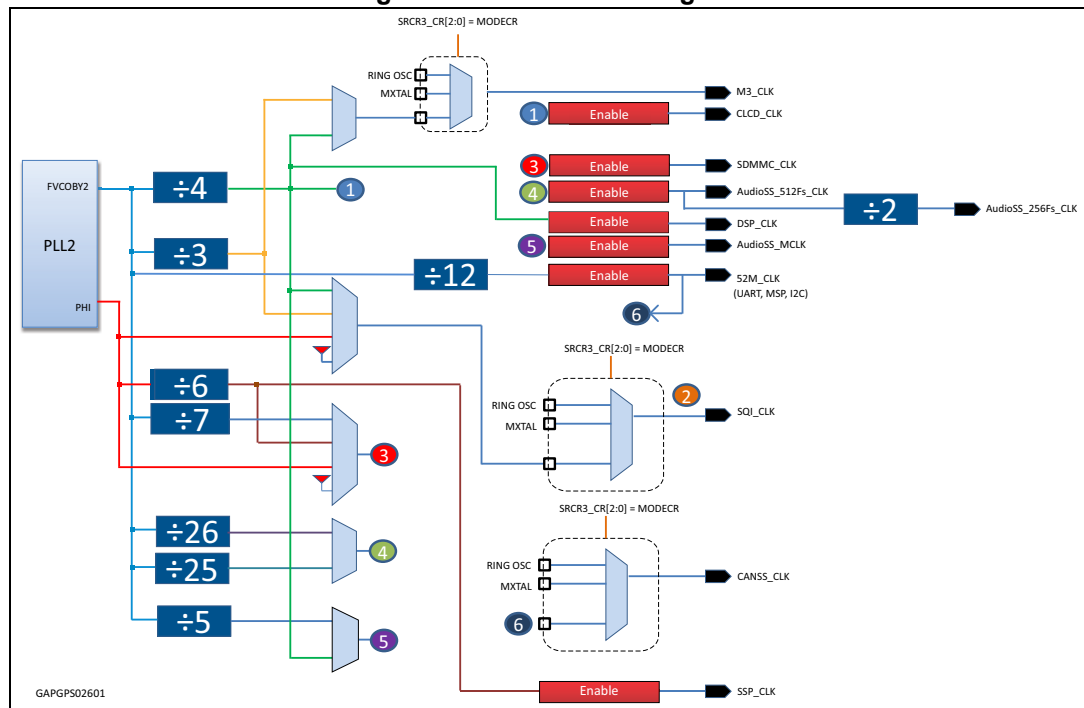 SRCR3_CR[2:0] = MODECR
RING OSC
MXTAL
M3_CLK
1
Enable
CLCD_CLK
3
Enable
SDMMC_CLK
FVCOBY2
÷4
1
4
Enable
AudioSS_512Fs_CLK
÷2
AudioSS_256Fs_CLK
Enable
DSP_CLK
PLL2
÷3
5
Enable
AudioSS_MCLK
÷12
Enable
52M_CLK
(UART, MSP, I2C)
PHI
6
SRCR3_CR[2:0] = MODECR
÷6
RING OSC
MXTAL
2
SQI_CLK
÷7
3
SRCR3_CR[2:0] = MODECR
÷26
4
÷25
RING OSC
MXTAL
CANSS_CLK
÷5
6
5
GAPGPS02601
Enable
SSP_CLK